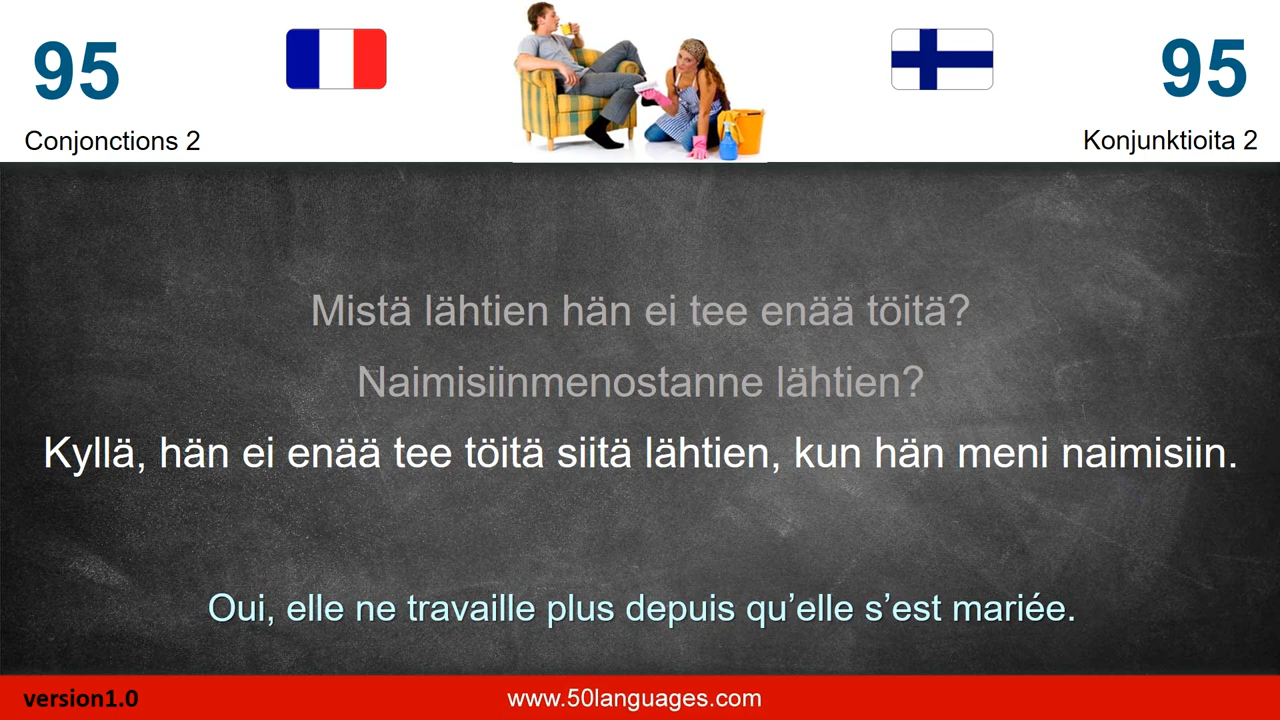 95
95
Conjonctions 2
Konjunktioita 2
Mistä lähtien hän ei tee enää töitä?
Naimisiinmenostanne lähtien?
Kyllä, hän ei enää tee töitä siitä lähtien, kun hän meni naimisiin.
Oui, elle ne travaille plus depuis qu’elle s’est mariée.
version1.0
www.50languages.com